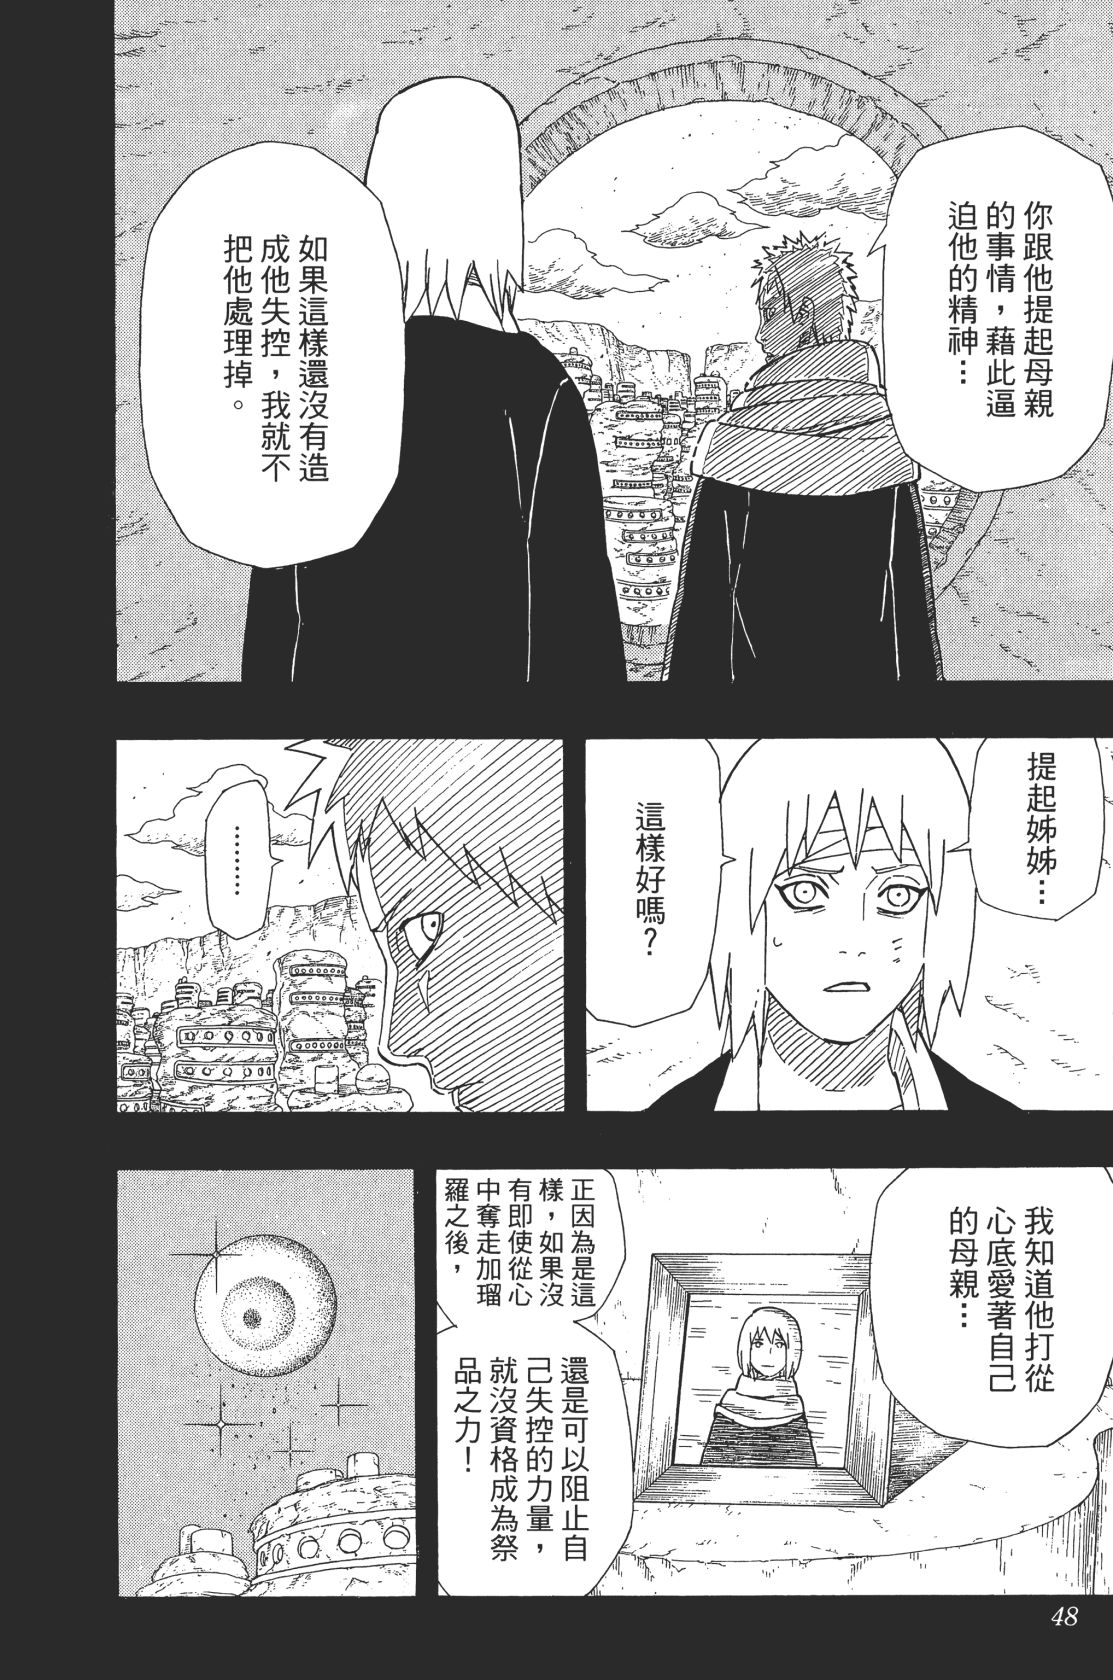 你跟他提起母親
的事情，藉此逼
迫他的精神…
如果這樣還沒有造
成他失控，我就不
把他處理掉。
提起姊姊…
這樣好嗎？
………
我知道他打從
心底愛著自己
的母親…
正因為是這
樣，如果沒
有即使從心
中奪走加瑠
羅之後，
還是可以阻止自
己失控的力量，
就沒資格成為祭
品之力！
48